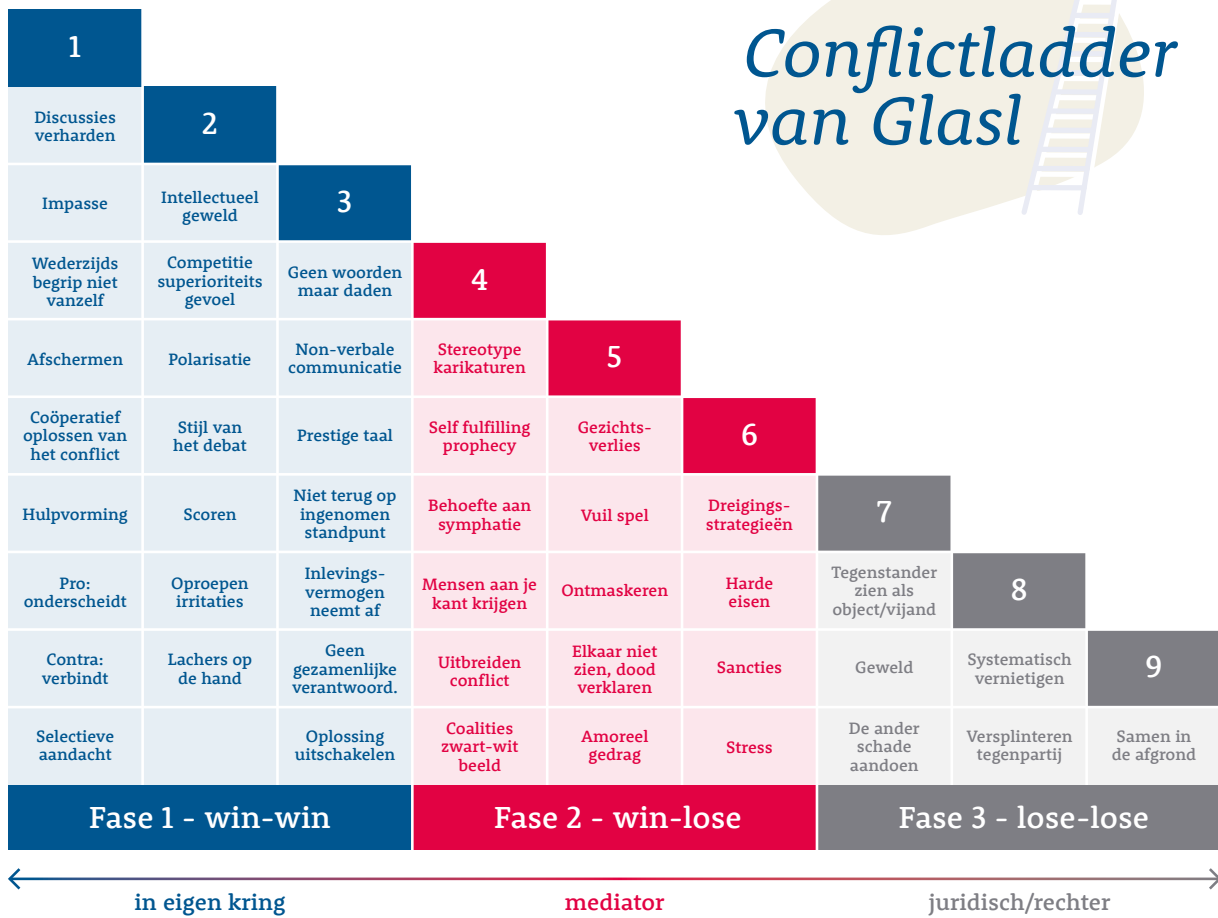 Conflictladder
van Glasl
1
Discussies
verharden
Impasse
Wederzijds
begrip niet
vanzelf
Afschermen
Coöperatief
oplossen van
het conflict
Hulpvorming
Pro:
onderscheidt
Contra:
verbindt
Selectieve
aandacht
2
Intellectueel
geweld
Competitie
superioriteits
gevoel
Polarisatie
Stijl van
het debat
Scoren
Oproepen
irritaties
Lachers op
de hand
3
Geen woorden
maar daden
Non-verbale
communicatie
Prestige taal
Niet terug op
ingenomen
standpunt
Inlevings-
vermogen
neemt af
Geen
gezamenlijke
verantwoord.
Oplossing
uitschakelen
4
Stereotype
karikaturen
Self fulfilling
prophecy
Behoefte aan
symphatie
Mensen aan je
kant krijgen
Uitbreiden
conflict
Coalities
zwart-wit
beeld
5
Gezichts-
verlies
Vuil spel
Ontmaskeren
Elkaar niet
zien, dood
verklaren
Amoreel
gedrag
6
Dreigings-
strategieën
Harde
eisen
Sancties
Stress
7
Tegenstander
zien als
object/vijand
Geweld
De ander
schade
aandoen
8
Systematisch
vernietigen
Versplinteren
tegenpartij
9
Samen in
de afgrond
Fase 1 - win-win
Fase 2 - win-lose
Fase 3 - lose-lose
in eigen kring
mediator
juridisch/rechter